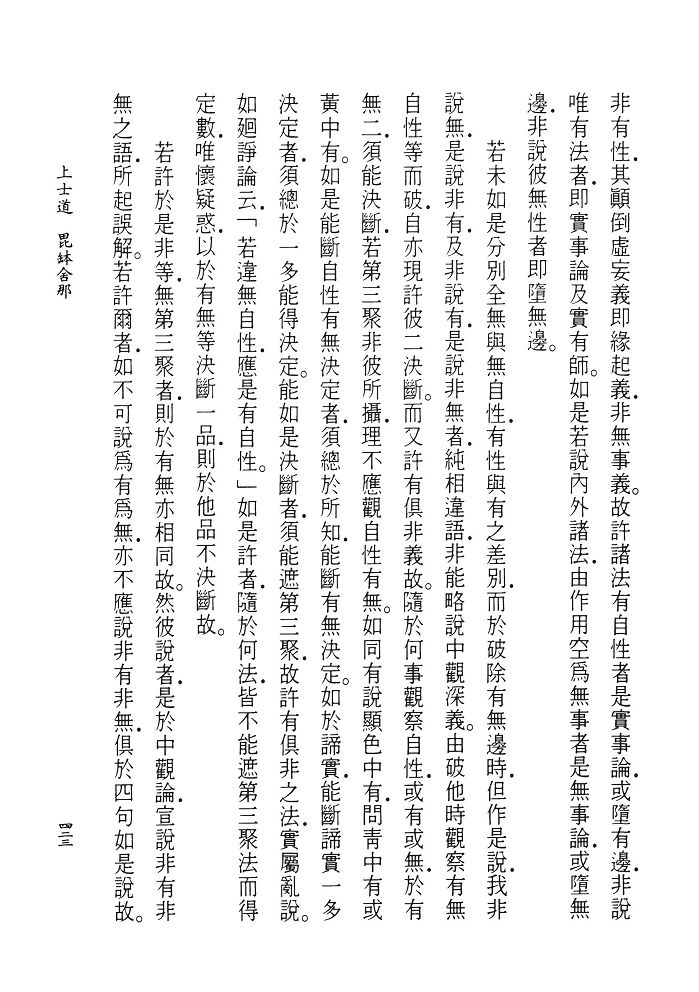 非有性．其顚倒虛妄義即緣起義．非無事義。故許諸法有自性者是實事論．或墮有邊．非說
唯有法者．即實事論及實有師。如是若說內外諸法．由作用空爲無事者是無事論．或墮無
邊．非說彼無性者即墮無邊。
若未如是分別全無與無自性．有性與有之差別．而於破除有無邊時．但作是說．我非
說無．是說非有．及非說有．是說非無者．純相違語．非能略說中觀深義。由破他時觀察有無
自性等而破．自亦現許彼二決斷。而又許有俱非義故。隨於何事觀察自性．或有或無．於有
無二．須能決斷．若第三聚非彼所攝．理不應觀自性有無。如同有說顯色中有．問靑中有或
黃中有。如是能斷自性有無決定者．須總於所知．能斷有無決定。如於諦實．能斷諦實一多
決定者．須總於一多能得決定。能如是決斷者．須能遮第三聚．故許有俱非之法．實屬亂說。
如廻諍論云．「若違無自性．應是有自性。」如是許者．隨於何法．皆不能遮第三聚法而得
定數．唯懷疑惑．以於有無等決斷一品．則於他品不決斷故。
若許於是非等．無第三聚者．則於有無亦相同故。然彼說者．是於中觀論宣說非有非
無之語．所起誤解。若許爾者．如不可說爲有爲無．亦不應說非有非無．俱於四句如是說故。
上士道　毘鉢舍那
四二三